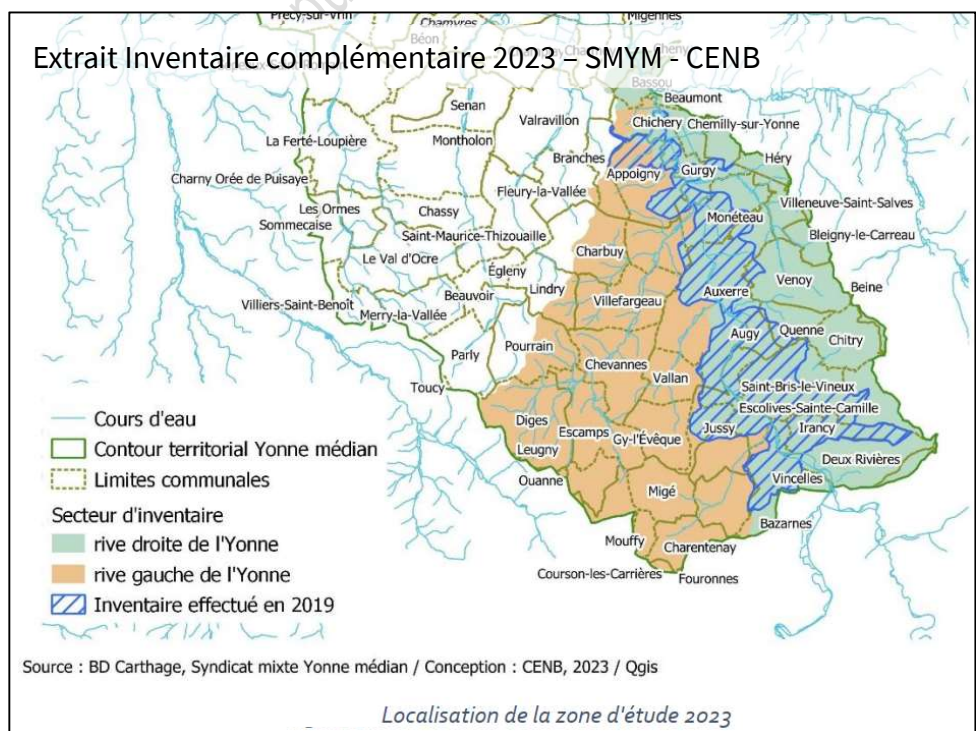 Précy-sur-Vrin
Chamvres
Migennes
Béon
Cheny
Extrait Inventaire complémentaire 2023 – SMYM - CENB
Bassou
Beaumont
Senan
Valravillon
Chichery
Chemilly-sur-Yonne
La Ferté-Loupière
Montholon
Branches
Héry
Charny Orée de Puisaye
Appoigny
Gurgy
Fleury-la-Vallée
Villeneuve-Saint-Salves
Les Ormes
Chassy
Monéteau
Sommecaise
Bleigny-le-Carreau
Saint-Maurice-Thizouaille
Charbuy
Le Val d'Ocre
Égleny
Venoy
Beine
Villiers-Saint-Benoît
Beauvoir
Lindry
Villefargeau
Auxerre
Merry-la-Vallée
Augy
Quenne
Chitry
Parly
Pourrain
Chevannes
Vallan
Toucy
Saint-Bris-le-Vineux
Escolives-Sainte-Camille
Diges
Escamps
Gy-l'Évêque
Jussy
Irancy
Leugny
Deux Rivières
Ouanne
Migé
Vincelles
Bazarnes
Mouffy
Charentenay
Courson-les-Carrières
Fouronnes
Cours d'eau
Contour territorial Yonne médian
Limites communales
Secteur d'inventaire
rive droite de l'Yonne
rive gauche de l'Yonne
Inventaire effectué en 2019
Source : BD Carthage, Syndicat mixte Yonne médian / Conception : CENB, 2023 / Qgis
Localisation de la zone d'étude 2023